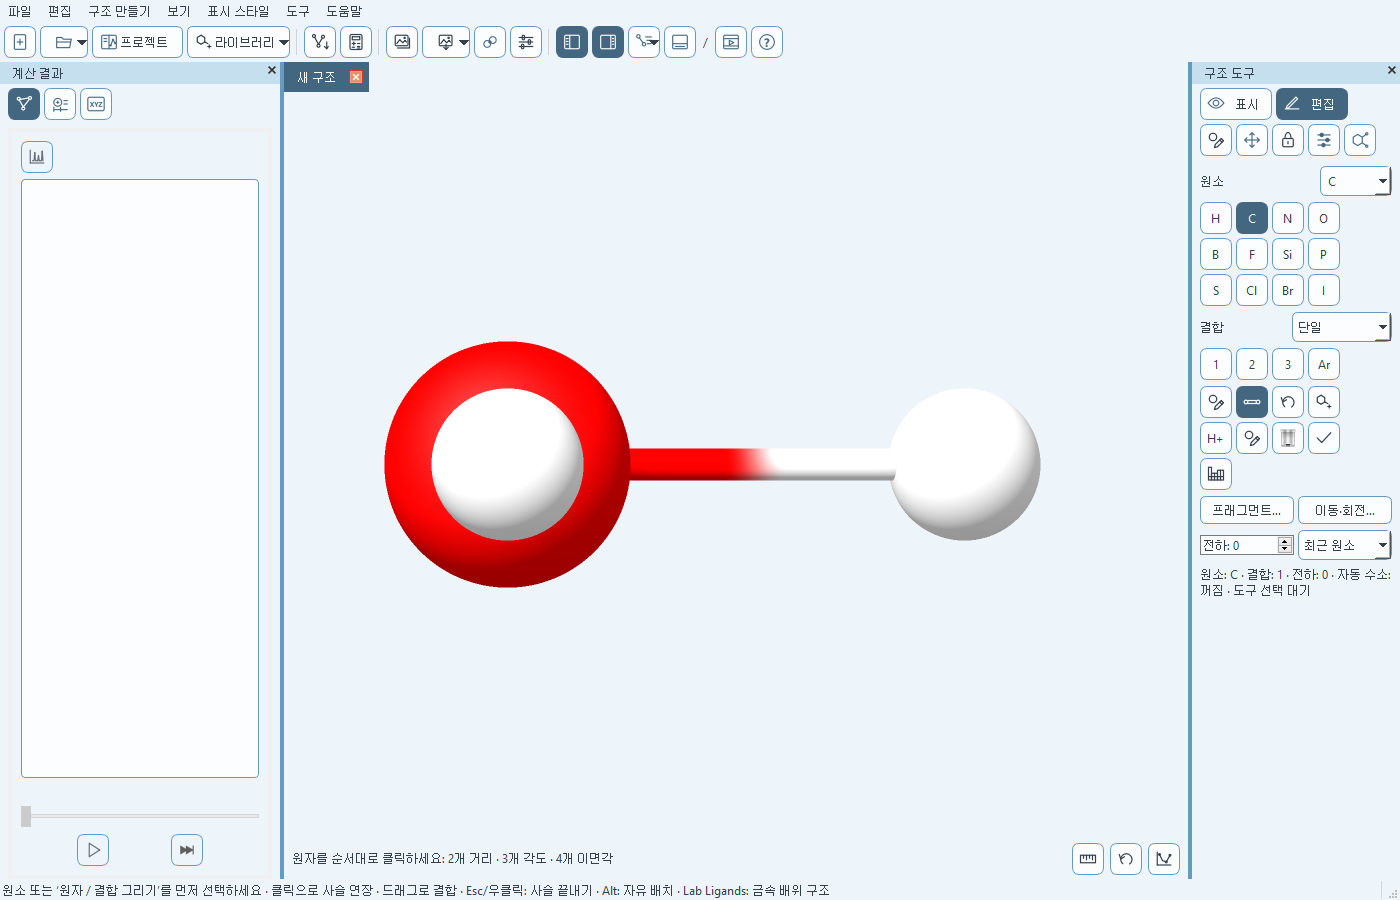 파일 편집 구조 만들기 보기 표시 스타일 도구 도움말
프로젝트 라이브러리 /
계산 결과
XYZ
새 구조
원자를 순서대로 클릭하세요: 2개 거리 · 3개 각도 · 4개 이면각
구조 도구
표시 편집
원소 C
H C N O
B F Si P
S Cl Br I
결합 단일
1 2 3 Ar
H+
프래그먼트... 이동·회전...
전하: 0 최근 원소
원소: C · 결합: 1 · 전하: 0 · 자동 수소:
꺼짐 · 도구 선택 대기
원소 또는 '원자 / 결합 그리기'를 먼저 선택하세요 · 클릭으로 사슬 연장 · 드래그로 결합 · Esc/우클릭: 사슬 끝내기 · Alt: 자유 배치 · Lab Ligands: 금속 배위 구조